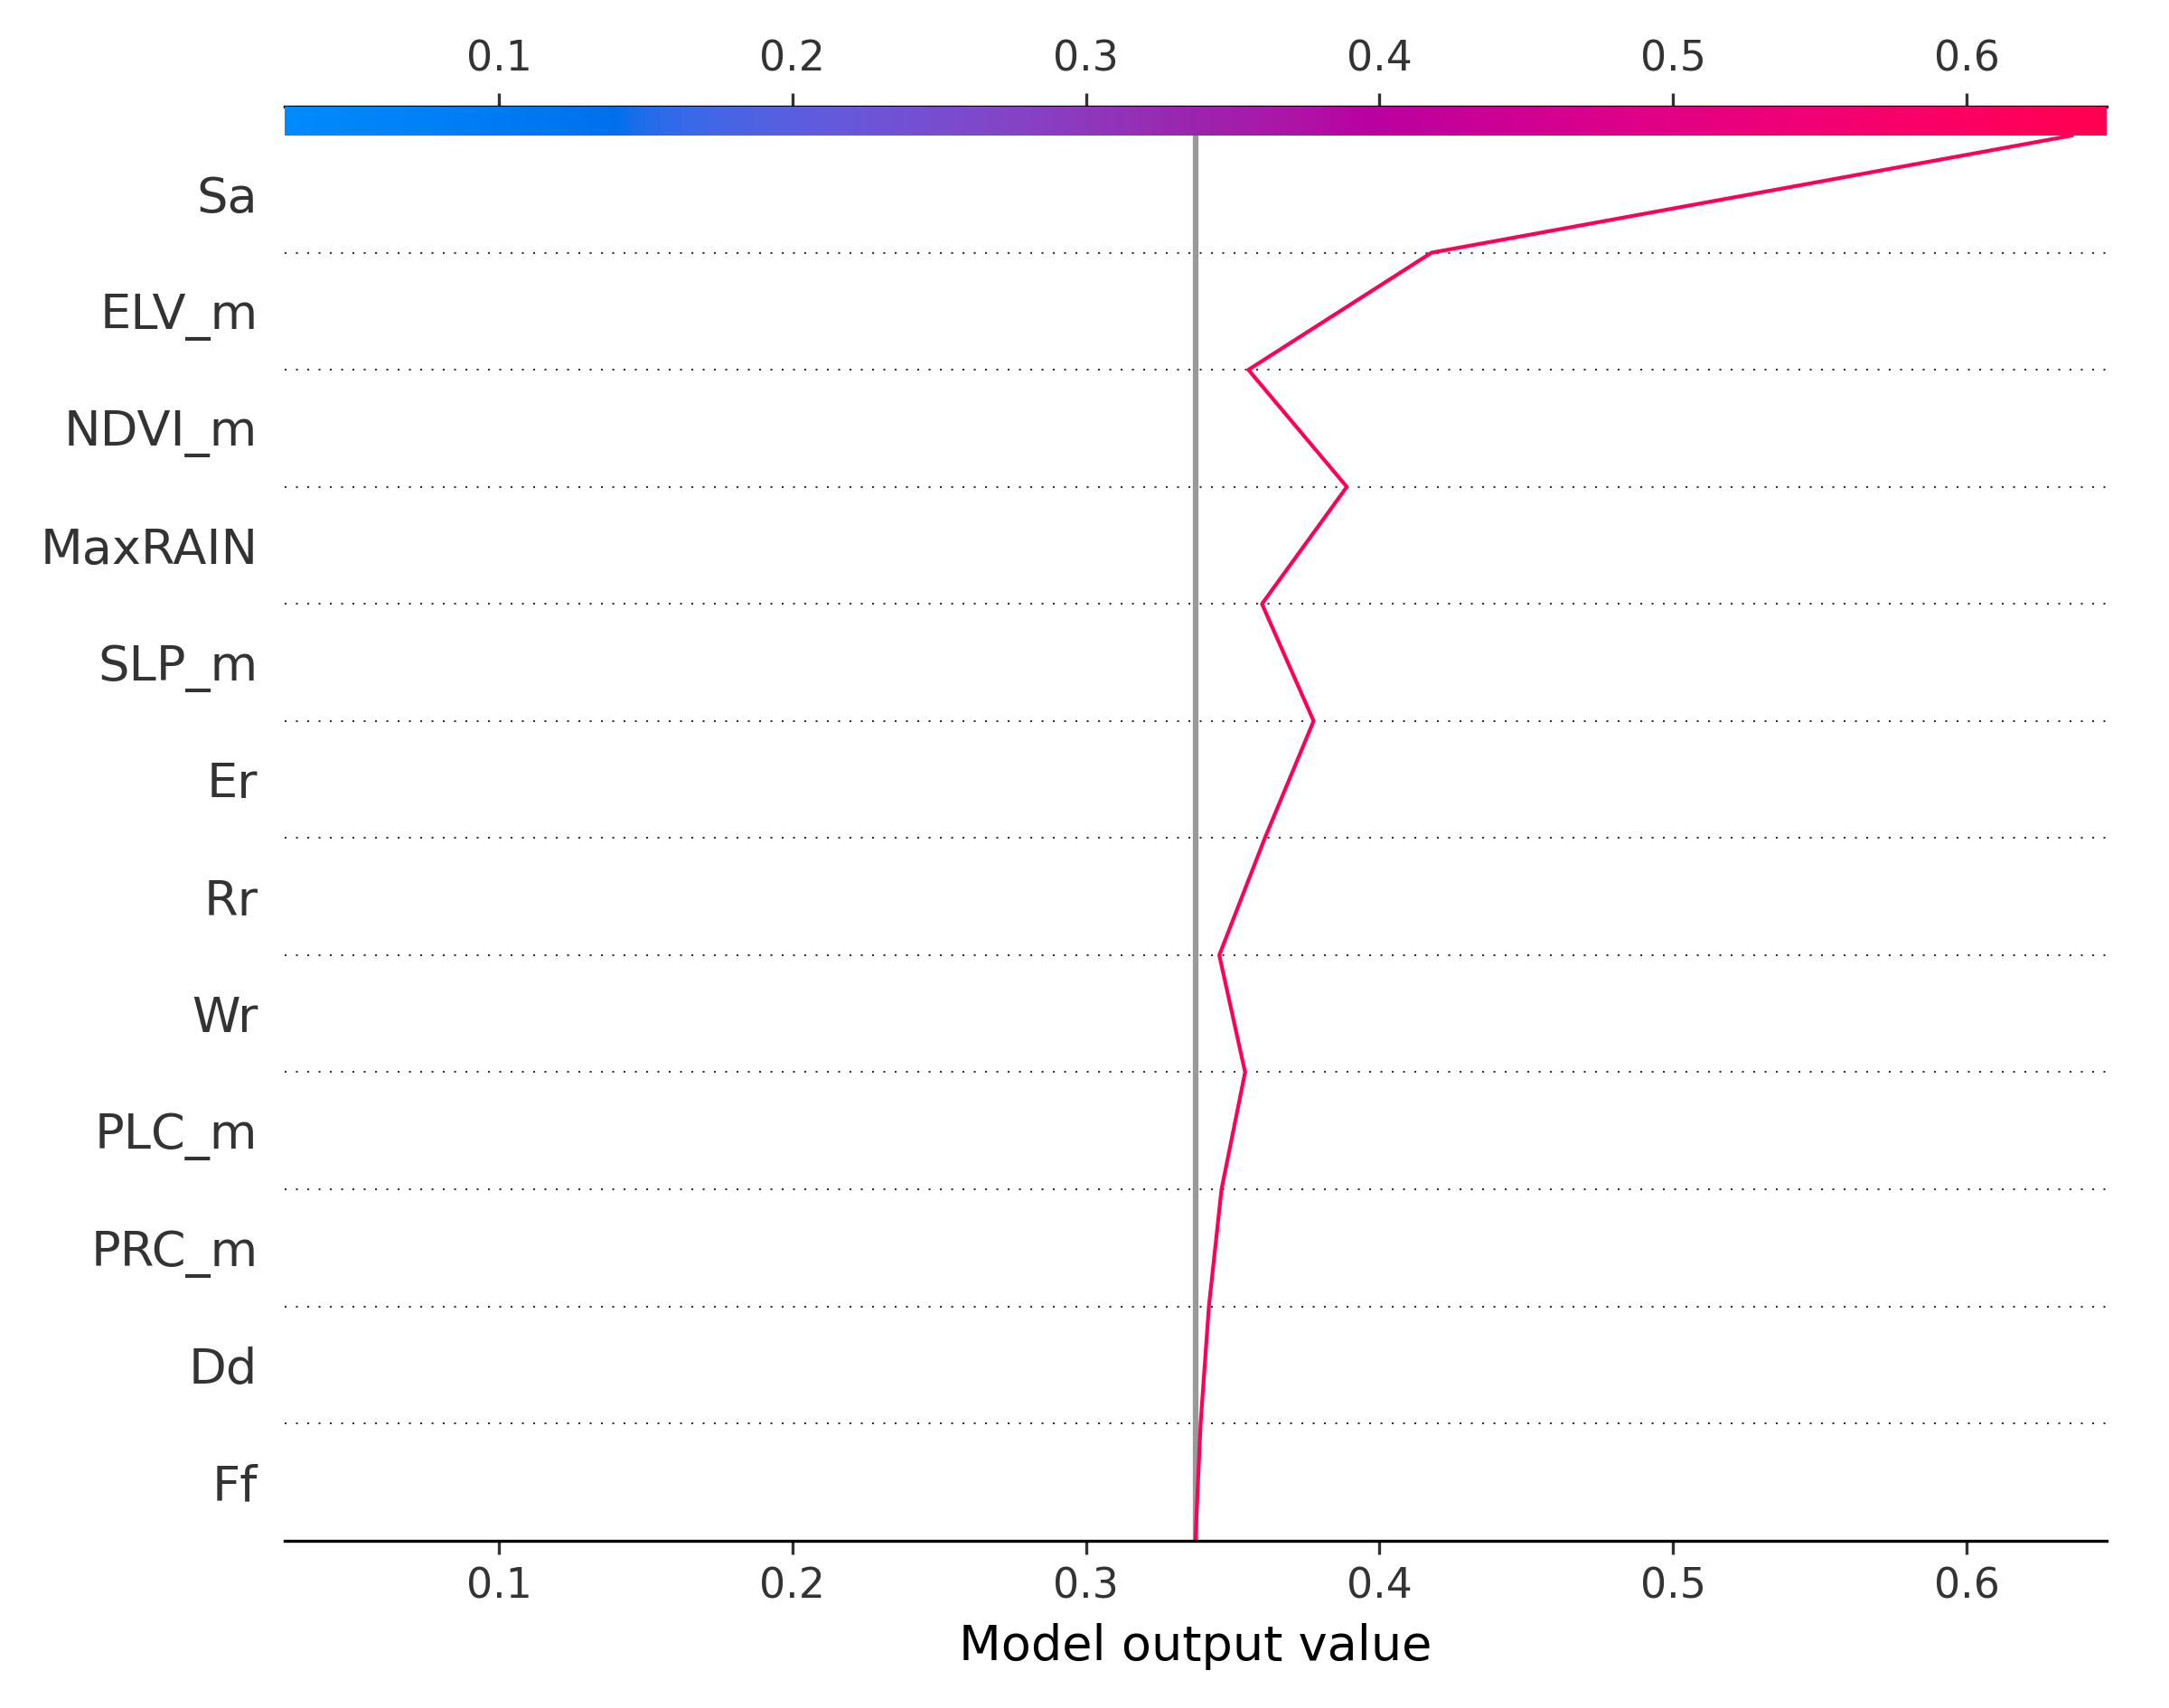 0.1 0.2 0.3 0.4 0.5 0.6
Sa
ELV_m
NDVI_m
MaxRAIN
SLP_m
Er
Rr
Wr
PLC_m
PRC_m
Dd
Ff
0.1 0.2 0.3 0.4 0.5 0.6
Model output value